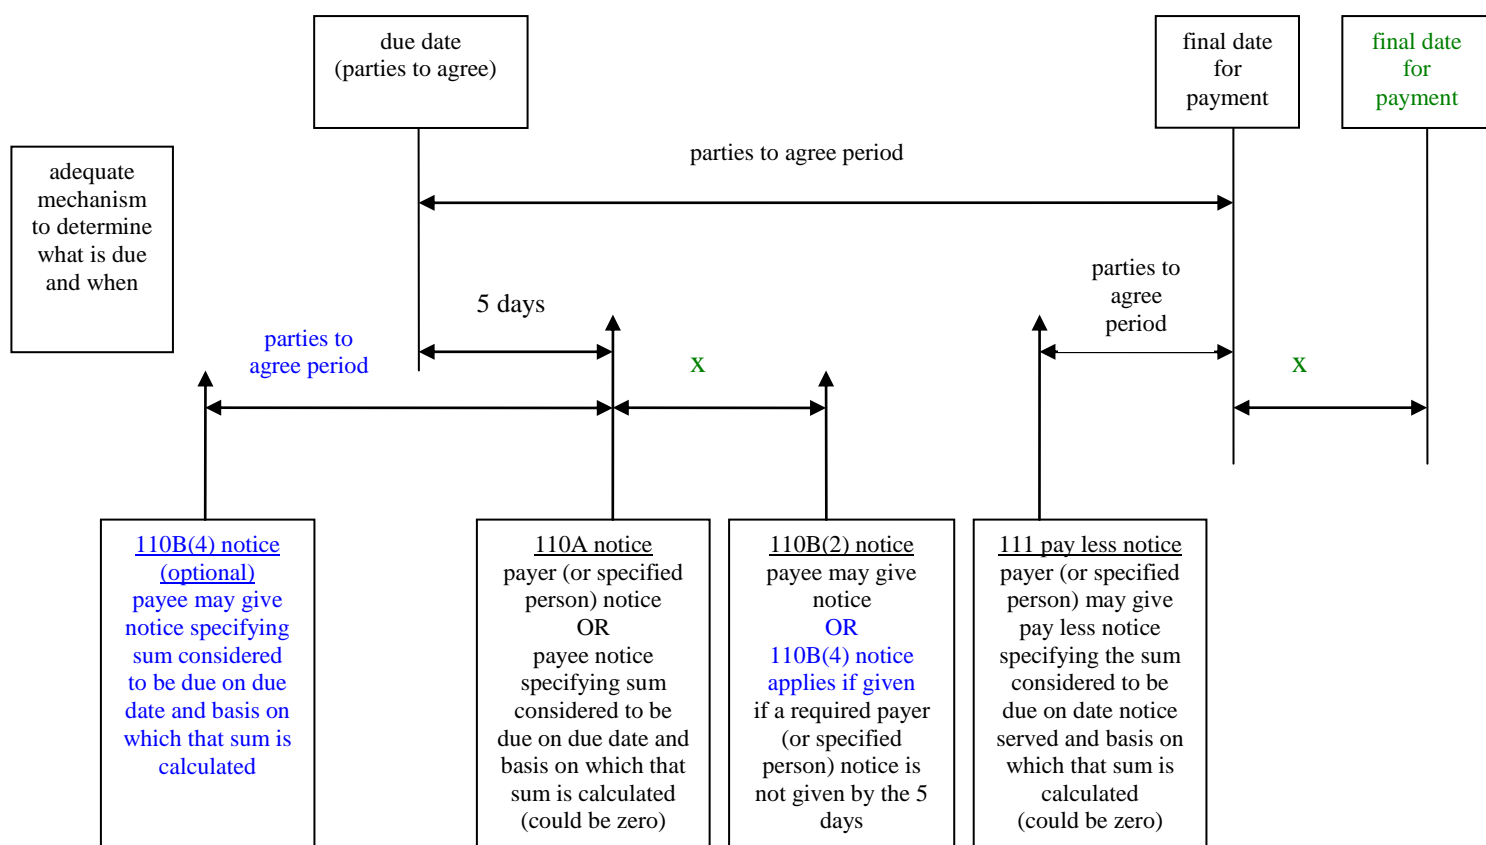 due date
(parties to agree)
final date
for
payment
final date
for
payment
adequate
mechanism
to determine
what is due
and when
parties to agree period
parties to
agree
period
5 days
parties to
agree period
x
x
110B(4) notice
(optional)
payee may give
notice specifying
sum considered
to be due on due
date and basis on
which that sum is
calculated
110A notice
payer (or specified
person) notice
OR
payee notice
specifying sum
considered to be
due on due date and
basis on which that
sum is calculated
(could be zero)
110B(2) notice
payee may give
notice
OR
110B(4) notice
applies if given
if a required payer
(or specified
person) notice is
not given by the 5
days
111 pay less notice
payer (or specified
person) may give
pay less notice
specifying the sum
considered to be
due on date notice
served and basis on
which that sum is
calculated
(could be zero)